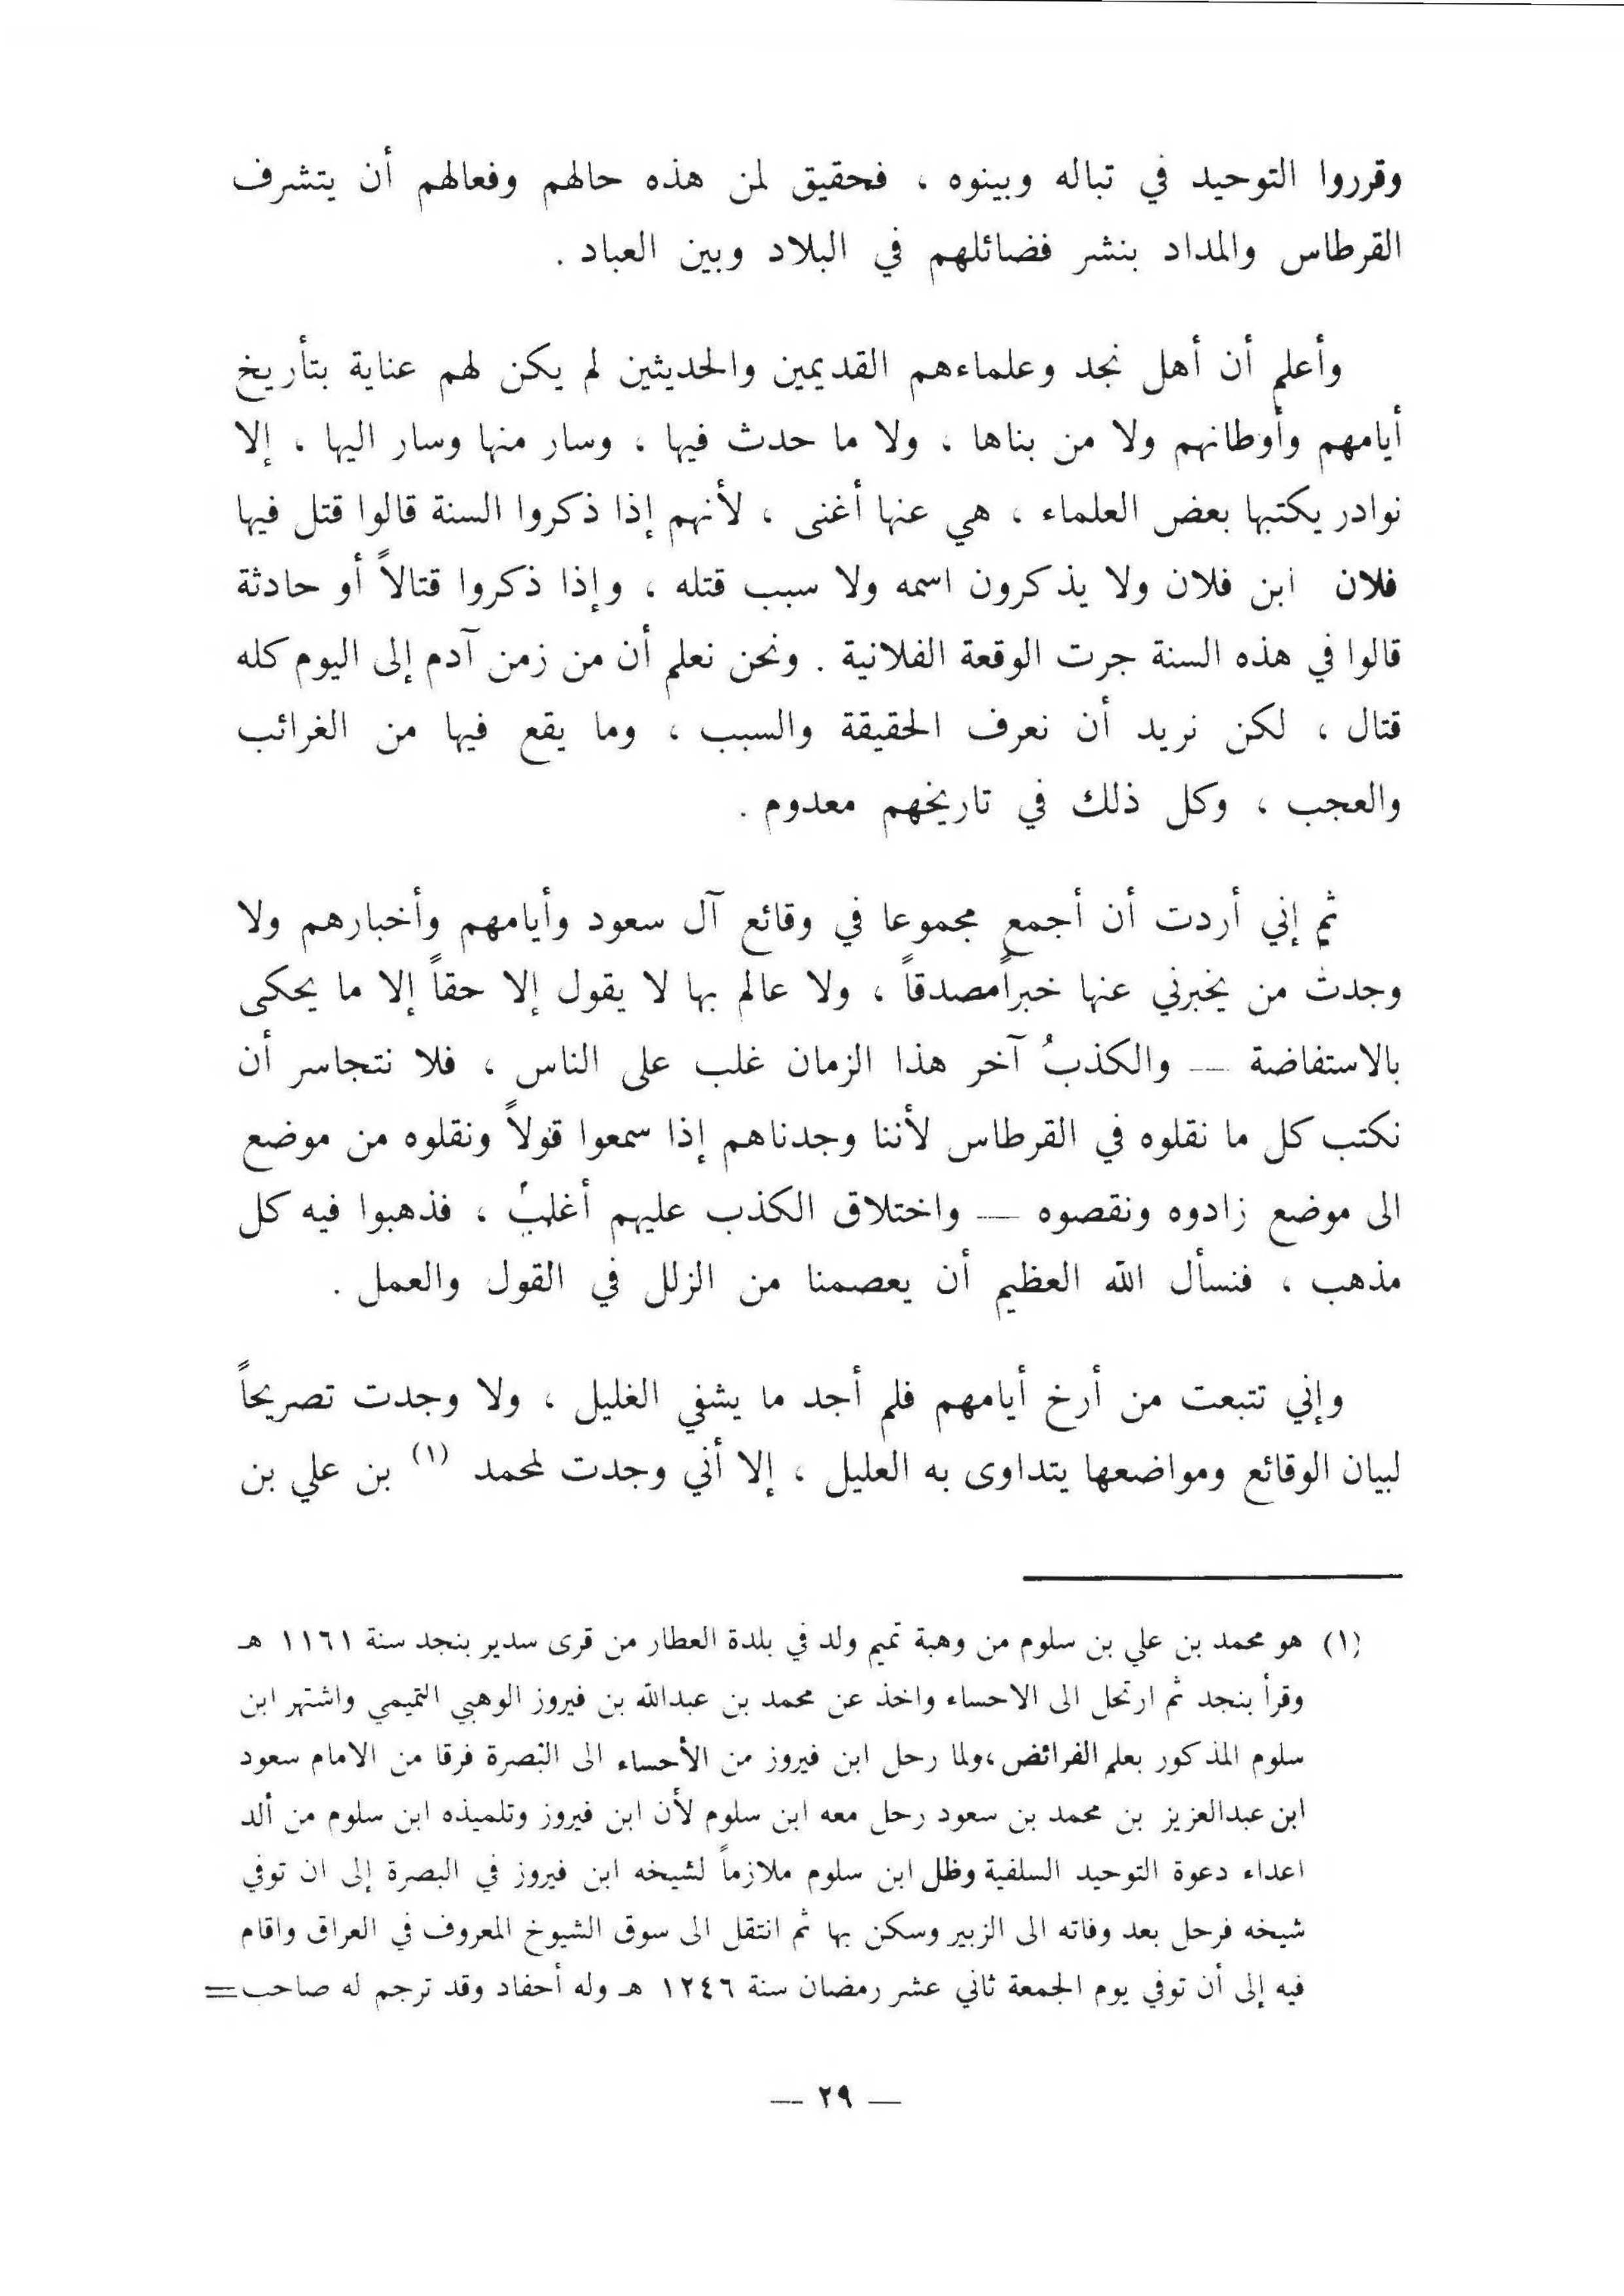 وقرروا التوحيد في تباله وبينوه ، فحقيق لمن هذه حالهم وفعالهم أن يتشرف
القرطاس والمداد بنشر فضائلهم في البلاد وبين العباد .
وأعلم أن أهل نجد وعلماءهم القديمين والحديثين لم يكن لهم عناية بتأريخ
أيامهم وأوطانهم ولا من بناها ، ولا ما حدث فيها ، وسار منها وسار اليها ، إلا
نوادر يكتبها بعض العلماء ، هي عنها أغنى ، لأنهم إذا ذكروا السنة قالوا قتل فيها
فلان ابن فلان ولا يذكرون اسمه ولا سبب قتله ، وإذا ذكروا قتالاً أو حادثة
قالوا في هذه السنة جرت الوقعة الفلانية . ونحن نعلم أن من زمن آدم إلى اليوم كله
قتال ، لكن نريد أن نعرف الحقيقة والسبب ، وما يقع فيها من الغرائب
والعجب ، وكل ذلك في تاريخهم معدوم .
ثم إني أردت أن أجمع مجموعا في وقائع آل سعود وأيامهم وأخبارهم ولا
وجدت من يخبرني عنها خبراً مصدقاً ، ولا عالم بها لا يقول إلا حقاً إلا ما يحكى
بالاستفاضة — والكذبُ آخر هذا الزمان غلب على الناس ، فلا نتجاسر أن
نكتب كل ما نقلوه في القرطاس لأننا وجدناهم إذا سمعوا قولاً ونقلوه من موضع
الى موضع زادوه ونقصوه — واختلاق الكذب عليهم أغلبُ ، فذهبوا فيه كل
مذهب ، فنسأل الله العظيم أن يعصمنا من الزلل في القول والعمل .
وإني تتبعت من أرخ أيامهم فلم أجد ما يشفي الغليل ، ولا وجدت تصريحاً
لبيان الوقائع ومواضعها يتداوى به العليل ، إلا أني وجدت لمحمد (١) بن علي بن
(١) هو محمد بن علي بن سلوم من وهبة تميم ولد في بلدة العطار من قرى سدير بنجد سنة ١١٦١ هـ
وقرأ بنجد ثم ارتحل الى الاحساء واخذ عن محمد بن عبدالله بن فيروز الوهبي التميمي واشتهر ابن
سلوم المذكور بعلم الفرائض ، ولما رحل ابن فيروز من الأحساء الى البصرة فرقا من الامام سعود
ابن عبدالعزيز بن محمد بن سعود رحل معه ابن سلوم لأن ابن فيروز وتلميذه ابن سلوم من ألد
اعداء دعوة التوحيد السلفية وظل ابن سلوم ملازماً لشيخه ابن فيروز في البصرة إلى ان توفي
شيخه فرحل بعد وفاته الى الزبير وسكن بها ثم انتقل الى سوق الشيوخ المعروف في العراق واقام
فيه إلى أن توفي يوم الجمعة ثاني عشر رمضان سنة ١٢٤٦ هـ وله أحفاد وقد ترجم له صاحب =
— ٢٩ —